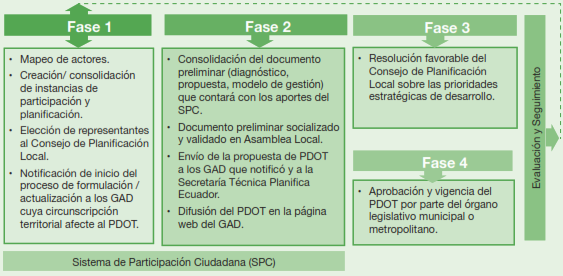 Fase 1
• Mapeo de actores.
• Creación/ consolidación
de instancias de
participación y
planificación.
• Elección de representantes
al Consejo de Planificación
Local.
• Notificación de inicio del
proceso de formulación /
actualización a los GAD
cuya circunscripción
territorial afecte al PDOT.
Fase 2
• Consolidación del documento
preliminar (diagnóstico,
propuesta, modelo de gestión)
que contará con los aportes del
SPC.
• Documento preliminar socializado
y validado en Asamblea Local.
• Envío de la propuesta de PDOT
a los GAD que notificó y a la
Secretaría Técnica Planifica
Ecuador.
• Difusión del PDOT en la página
web del GAD.
Fase 3
• Resolución favorable del
Consejo de Planificación
Local sobre las prioridades
estratégicas de desarrollo.
Fase 4
• Aprobación y vigencia del
PDOT por parte del órgano
legislativo municipal o
metropolitano.
Evaluación y Seguimiento
Sistema de Participación Ciudadana (SPC)